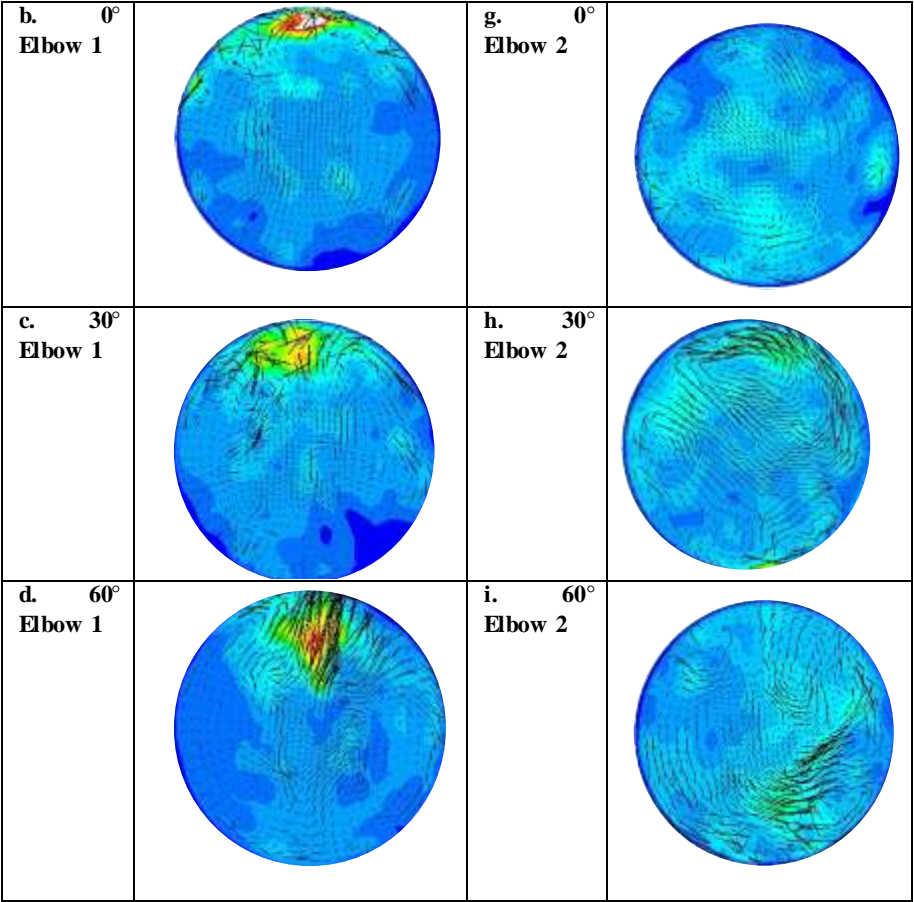 b. 0°
Elbow 1
g. 0°
Elbow 2
c. 30°
Elbow 1
h. 30°
Elbow 2
d. 60°
Elbow 1
i. 60°
Elbow 2